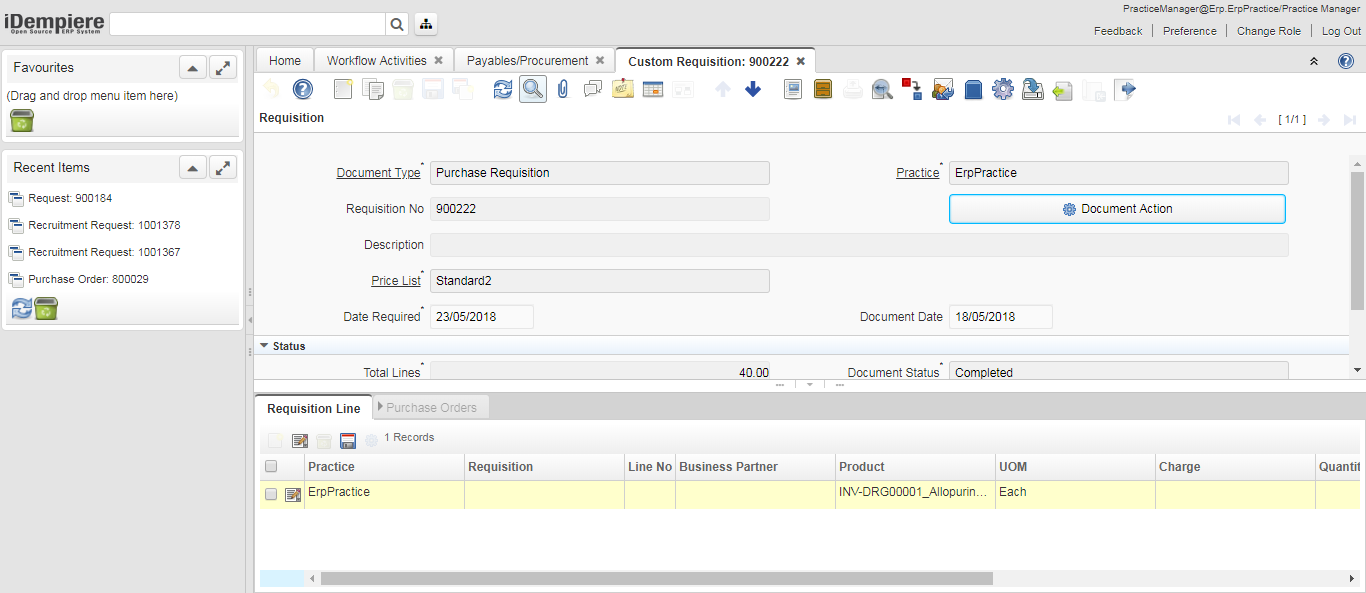 PracticeManager@Erp.ErpPractice/Practice Manager
iDempiere
Open Source ERP System
Feedback Preference Change Role Log Out
Home Workflow Activities Payables/Procurement Custom Requisition: 900222
Favourites
(Drag and drop menu item here)
Recent Items
Request: 900184
Recruitment Request: 1001378
Recruitment Request: 1001367
Purchase Order: 800029
Requisition [ 1/1 ]
Document Type* Purchase Requisition Practice* ErpPractice
Requisition No 900222 Document Action
Description
Price List* Standard2
Date Required* 23/05/2018 Document Date 18/05/2018
Status
Total Lines* 40.00 Document Status* Completed
Requisition Line Purchase Orders
1 Records
Practice Requisition Line No Business Partner Product UOM Charge Quantit
ErpPractice INV-DRG00001_Allopurin... Each